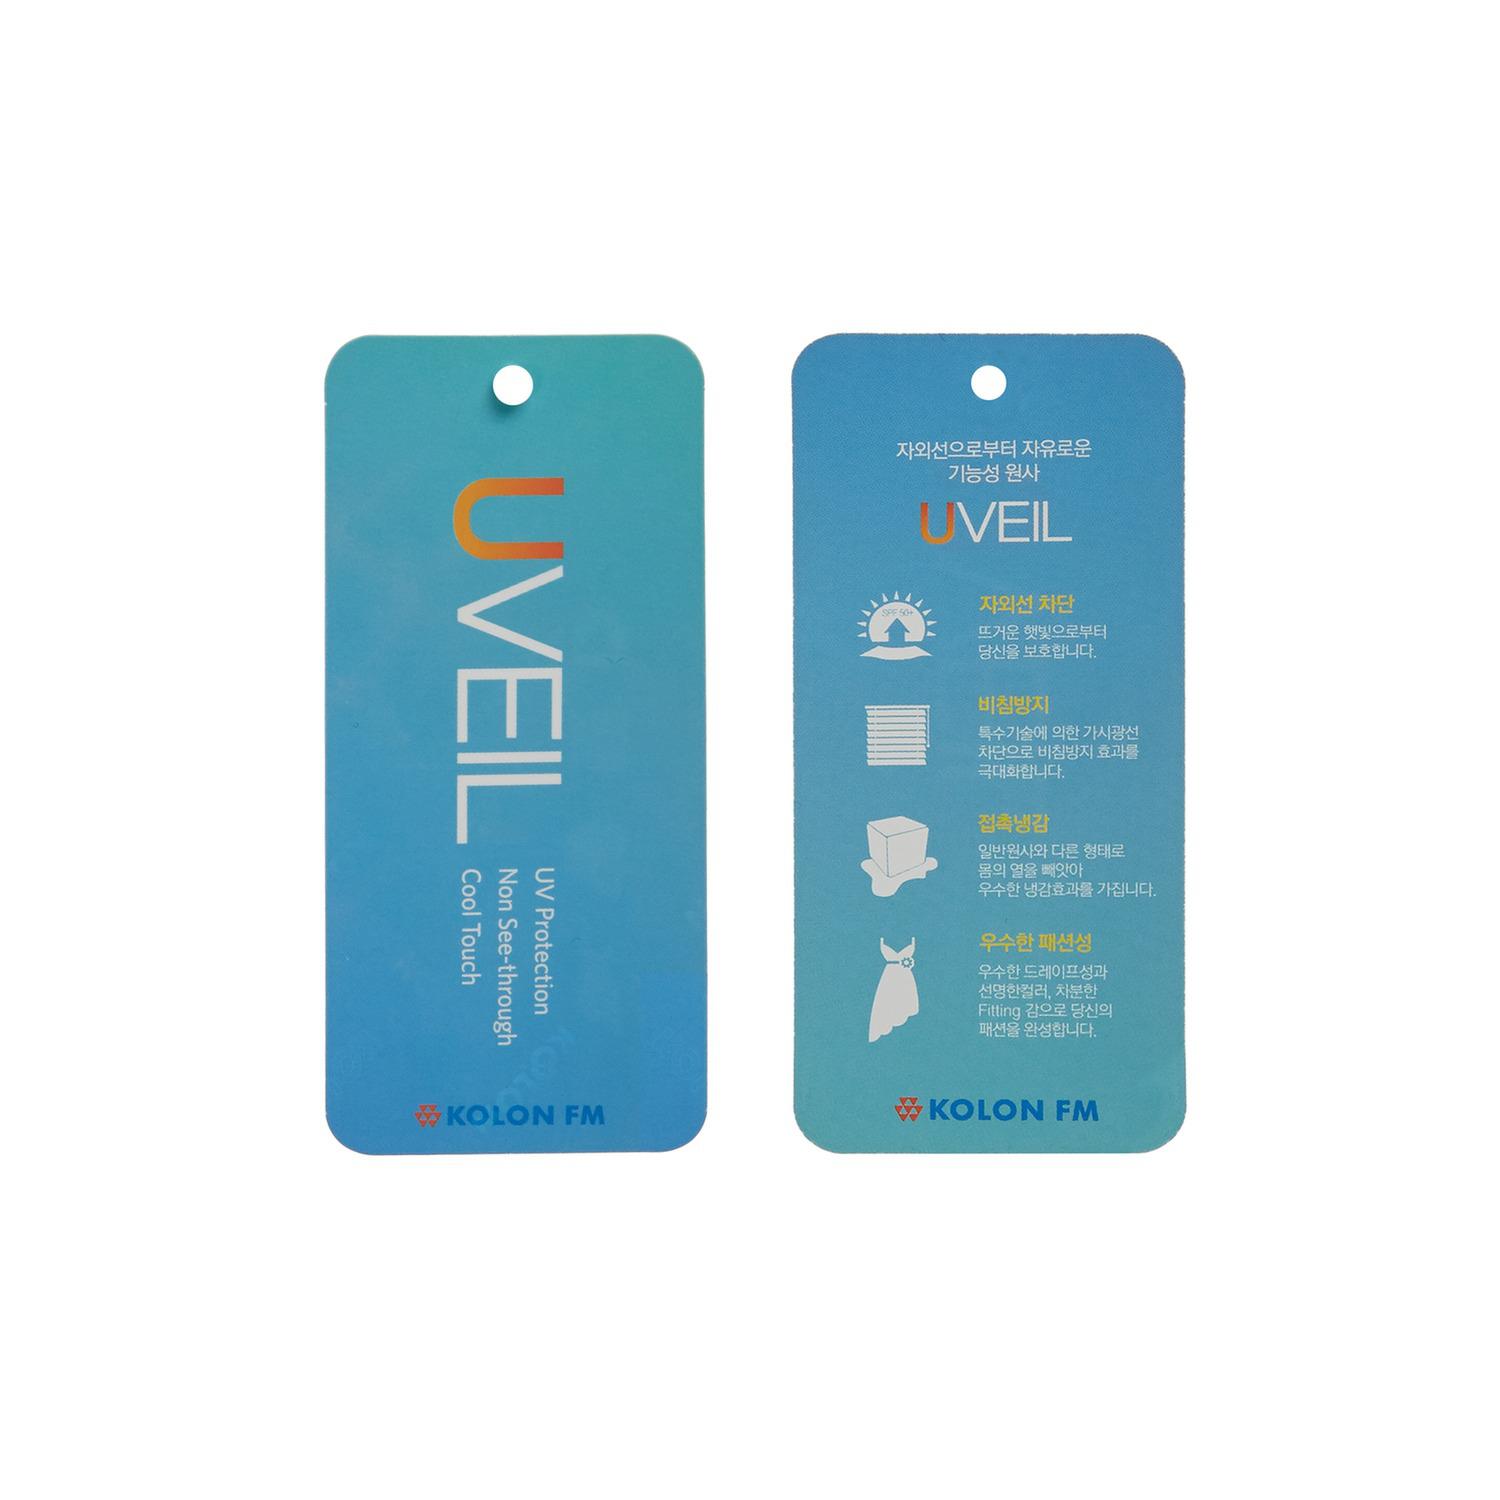 UVEIL
UV Protection
Non See-through
Cool Touch
KOLON FM
자외선으로부터 자유로운
기능성 원사
UVEIL
SPF 50+
자외선 차단
뜨거운 햇빛으로부터
당신을 보호합니다.
비침방지
특수기술에 의한 가시광선
차단으로 비침방지 효과를
극대화합니다.
접촉냉감
일반원사와 다른 형태로
몸의 열을 빼앗아
우수한 냉감효과를 가집니다.
우수한 패션성
우수한 드레이프성과
선명한컬러, 차분한
Fitting 감으로 당신의
패션을 완성합니다.
KOLON FM